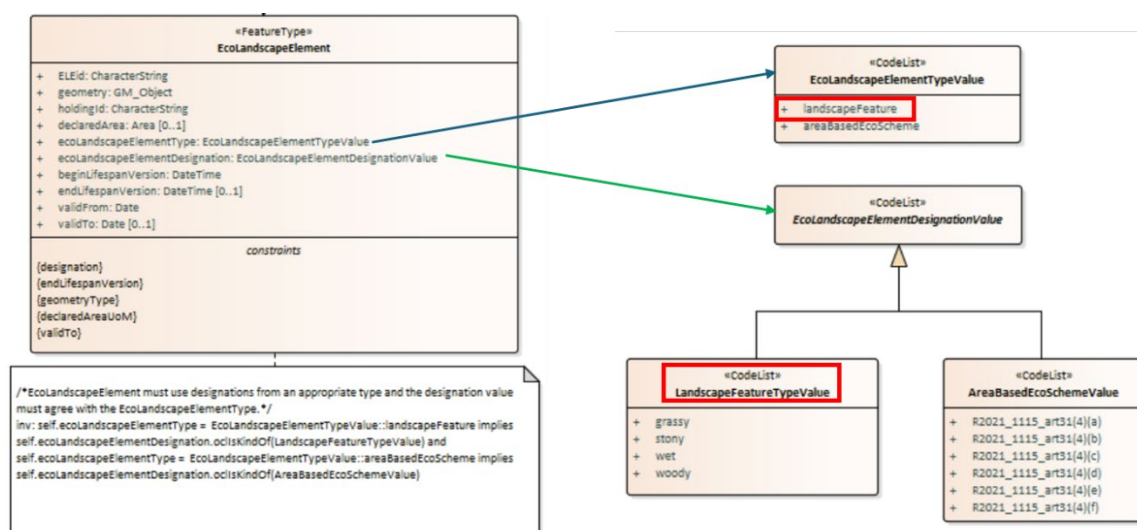 «FeatureType»
EcoLandscapeElement
+ ELEid: CharacterString
+ geometry: GM_Object
+ holdingId: CharacterString
+ declaredArea: Area [0..1]
+ ecoLandscapeElementType: EcoLandscapeElementTypeValue
+ ecoLandscapeElementDesignation: EcoLandscapeElementDesignationValue
+ beginLifespanVersion: DateTime
+ endLifespanVersion: DateTime [0..1]
+ validFrom: Date
+ validTo: Date [0..1]
constraints
{designation}
{endLifespanVersion}
{geometryType}
{declaredAreaUoM}
{validTo}
/*EcoLandscapeElement must use designations from an appropriate type and the designation value
must agree with the EcoLandscapeElementType.*/
inv: self.ecoLandscapeElementType = EcoLandscapeElementTypeValue::landscapeFeature implies
self.ecoLandscapeElementDesignation.oclIsKindOf(LandscapeFeatureTypeValue) and
self.ecoLandscapeElementType = EcoLandscapeElementTypeValue::areaBasedEcoScheme implies
self.ecoLandscapeElementDesignation.oclIsKindOf(AreaBasedEcoSchemeValue)
«CodeList»
EcoLandscapeElementTypeValue
+ landscapeFeature
+ areaBasedEcoScheme
«CodeList»
EcoLandscapeElementDesignationValue
«CodeList»
LandscapeFeatureTypeValue
+ grassy
+ stony
+ wet
+ woody
«CodeList»
AreaBasedEcoSchemeValue
+ R2021_1115_art31(4)(a)
+ R2021_1115_art31(4)(b)
+ R2021_1115_art31(4)(c)
+ R2021_1115_art31(4)(d)
+ R2021_1115_art31(4)(e)
+ R2021_1115_art31(4)(f)